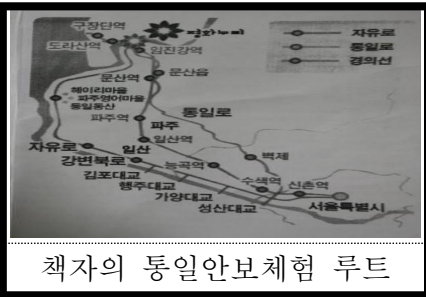 구장단역
평화누리
도라산역
임진강역
자유로
통일로
경의선
문산역
문산읍
헤이리마을
파주영어마을
통일동산
통일로
파주역
파주
일산역
자유로
일산
백제
강변북로
능곡역
김포대교
수색역
신촌역
행주대교
가양대교
서울특별시
성산대교
책자의 통일안보체험 루트